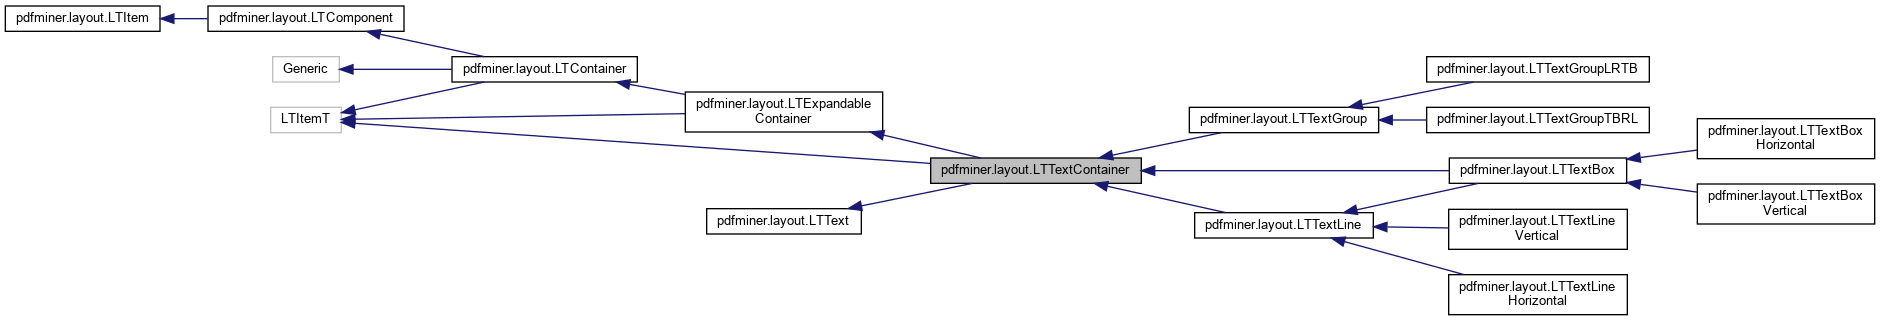 pdfminer.layout.LTItem
pdfminer.layout.LTComponent
Generic
pdfminer.layout.LTContainer
LTItemT
pdfminer.layout.LTExpandable
Container
pdfminer.layout.LTText
pdfminer.layout.LTTextContainer
pdfminer.layout.LTTextGroup
pdfminer.layout.LTTextGroupLRTB
pdfminer.layout.LTTextGroupTBRL
pdfminer.layout.LTTextBox
pdfminer.layout.LTTextBox
Horizontal
pdfminer.layout.LTTextBox
Vertical
pdfminer.layout.LTTextLine
pdfminer.layout.LTTextLine
Vertical
pdfminer.layout.LTTextLine
Horizontal